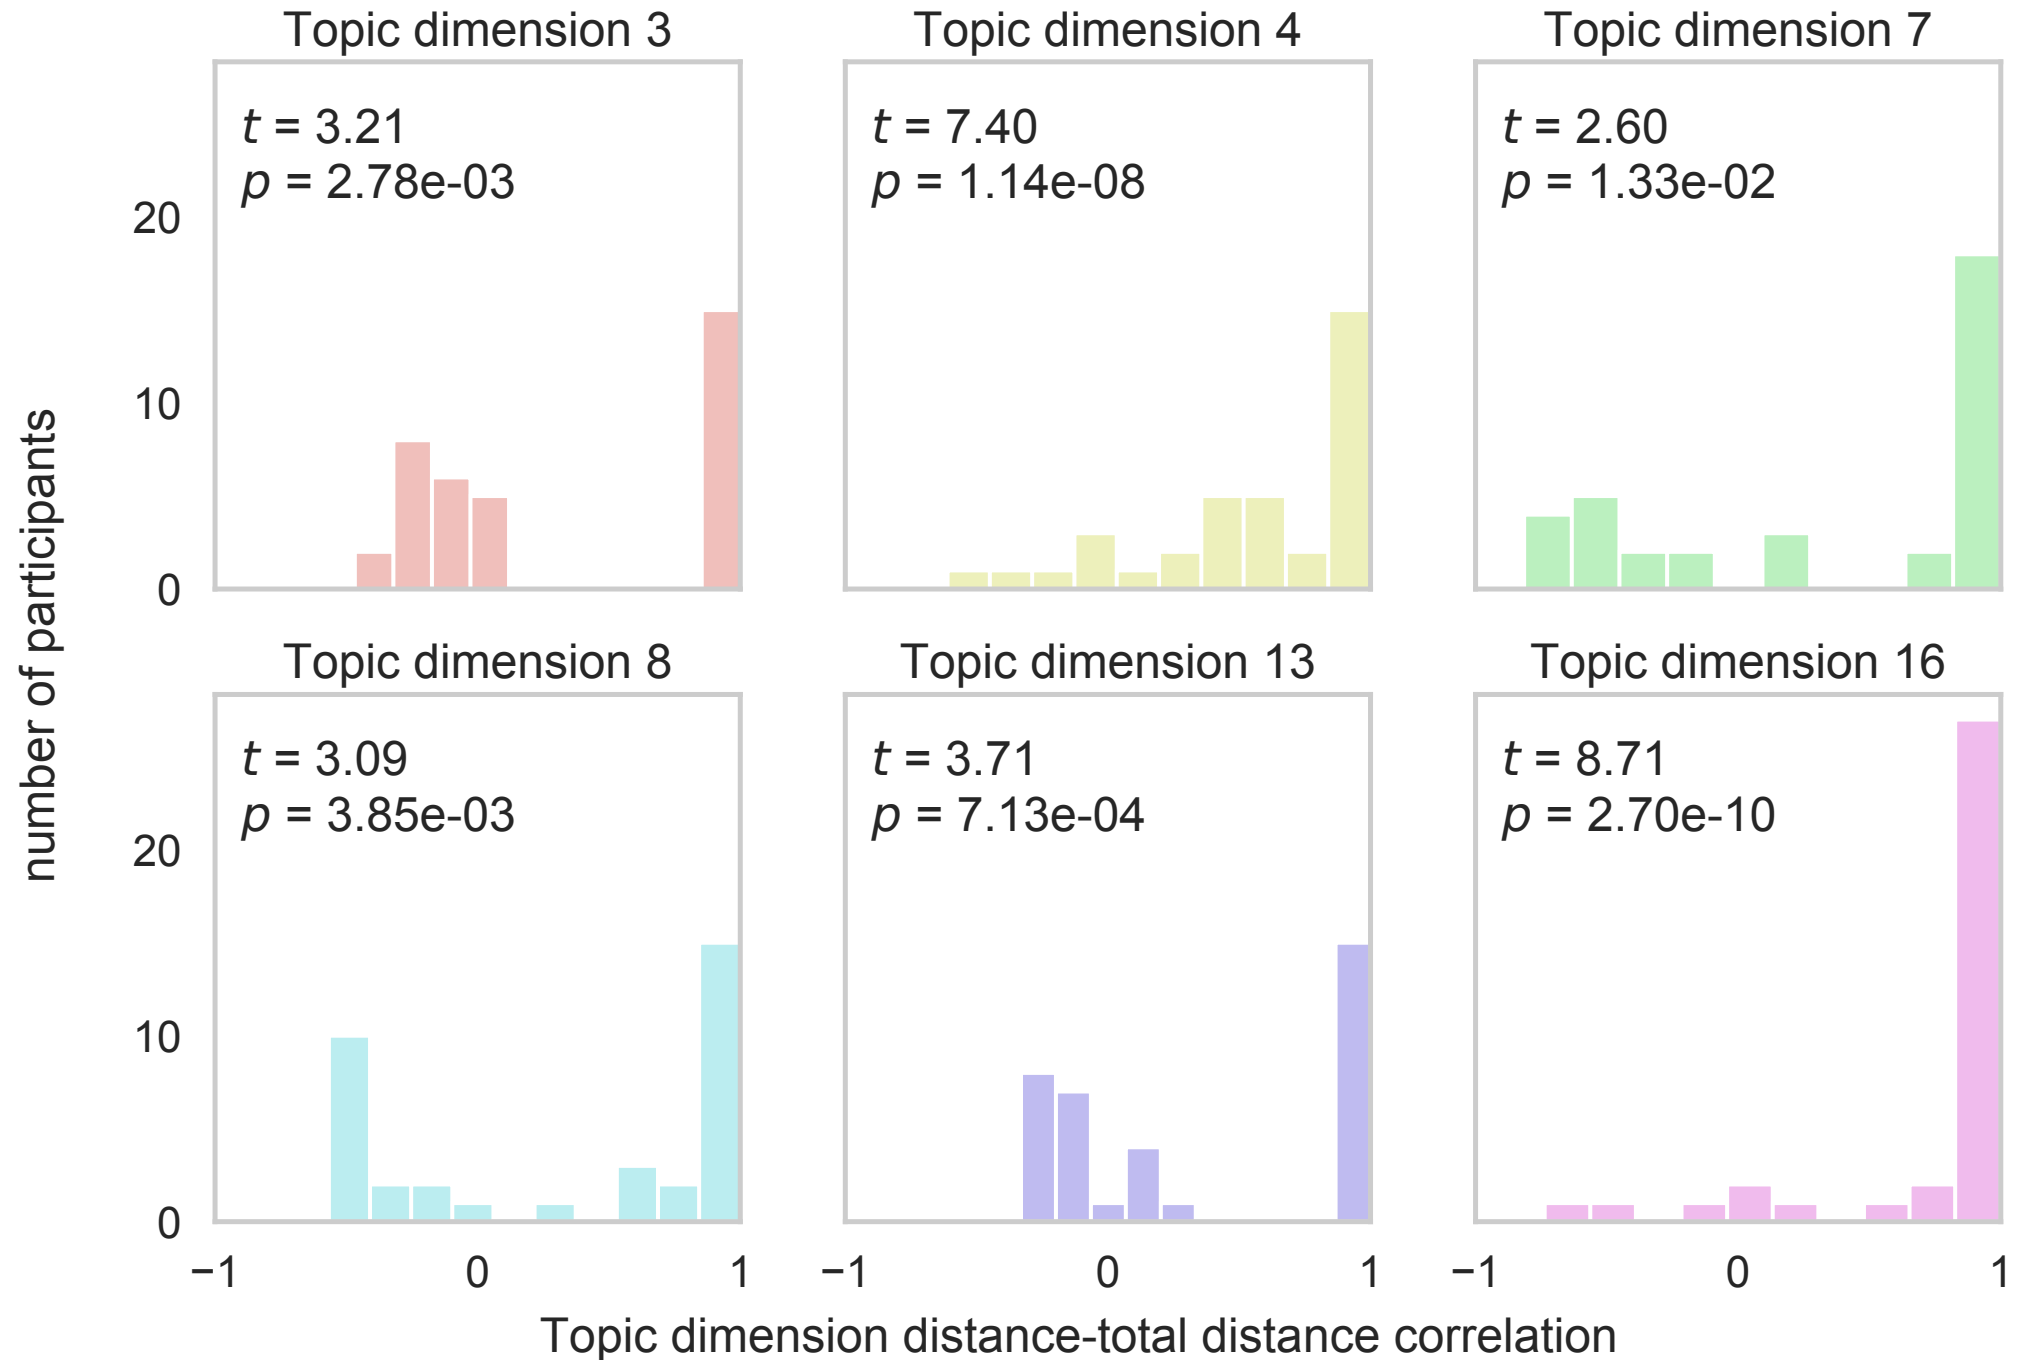 Topic dimension 3
Topic dimension 4
Topic dimension 7
t = 3.21
p = 2.78e-03
t = 7.40
p = 1.14e-08
t = 2.60
p = 1.33e-02
20
10
0
number of participants
Topic dimension 8
Topic dimension 13
Topic dimension 16
t = 3.09
p = 3.85e-03
t = 3.71
p = 7.13e-04
t = 8.71
p = 2.70e-10
20
10
0
−1 0 1
−1 0 1
−1 0 1
Topic dimension distance-total distance correlation